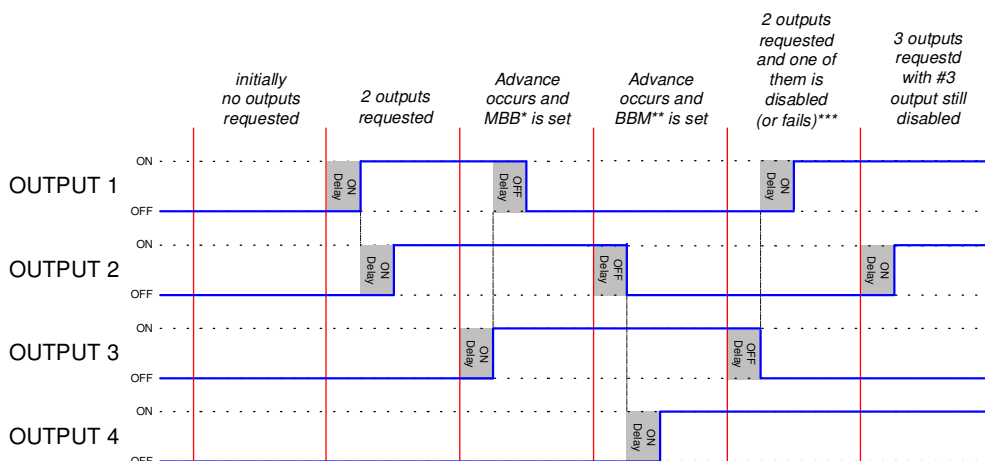 initially
no outputs
requested
2 outputs
requested
Advance
occurs and
MBB* is set
Advance
occurs and
BBM** is set
2 outputs
requested
and one of
them is
disabled
(or fails)***
3 outputs
requestd
with #3
output still
disabled
OUTPUT 1
ON
OFF
ON
Delay
OFF
Delay
ON
Delay
OUTPUT 2
ON
OFF
ON
Delay
OFF
Delay
ON
Delay
OUTPUT 3
ON
OFF
ON
Delay
OFF
Delay
OUTPUT 4
ON
OFF
ON
Delay